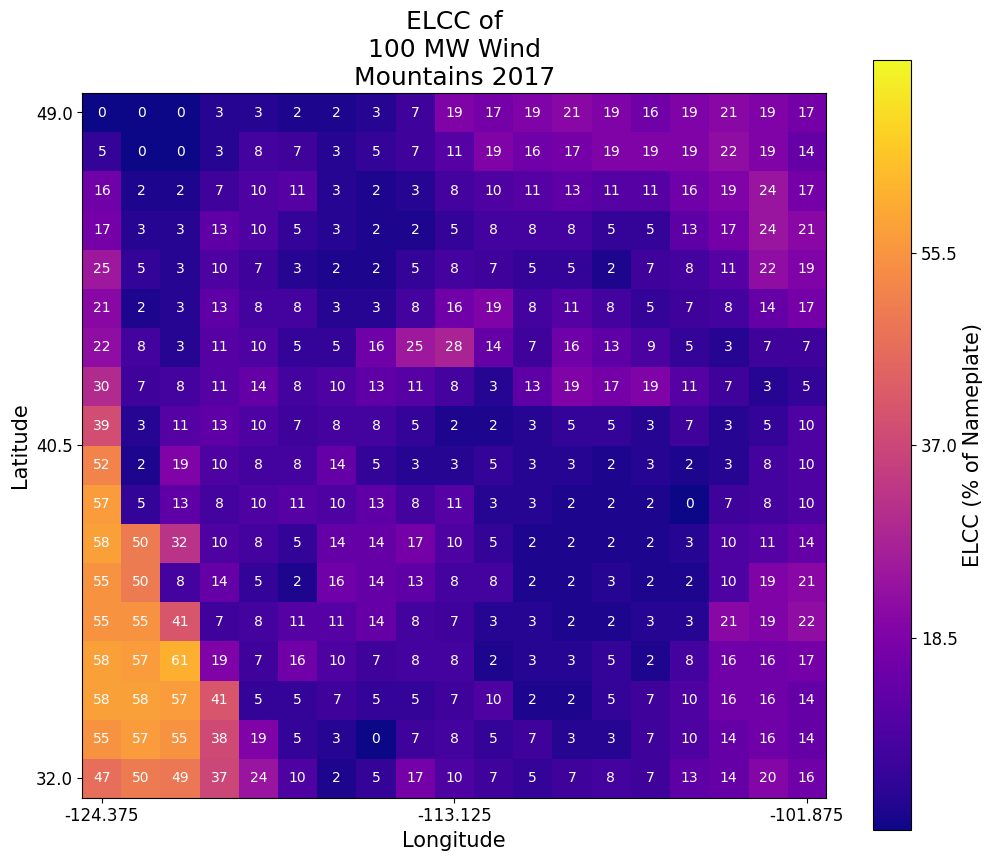 ELCC of
100 MW Wind
Mountains 2017
49.0
0 0 0 3 3 2 2 3 7 19 17 19 21 19 16 19 21 19 17
5 0 0 3 8 7 3 5 7 11 19 16 17 19 19 19 22 19 14
16 2 2 7 10 11 3 2 3 8 10 11 13 11 11 16 19 24 17
17 3 3 13 10 5 3 2 2 5 8 8 8 5 5 13 17 24 21
25 5 3 10 7 3 2 2 5 8 7 5 5 2 7 8 11 22 19
21 2 3 13 8 8 3 3 8 16 19 8 11 8 5 7 8 14 17
22 8 3 11 10 5 5 16 25 28 14 7 16 13 9 5 3 7 7
30 7 8 11 14 8 10 13 11 8 3 13 19 17 19 11 7 3 5
40.5
39 3 11 13 10 7 8 8 5 2 2 3 5 5 3 7 3 5 10
52 2 19 10 8 8 14 5 3 3 5 3 3 2 3 2 3 8 10
57 5 13 8 10 11 10 13 8 11 3 3 2 2 2 0 7 8 10
58 50 32 10 8 5 14 14 17 10 5 2 2 2 2 3 10 11 14
55 50 8 14 5 2 16 14 13 8 8 2 2 3 2 2 10 19 21
55 55 41 7 8 11 11 14 8 7 3 3 2 2 3 3 21 19 22
58 57 61 19 7 16 10 7 8 8 2 3 3 5 2 8 16 16 17
58 58 57 41 5 5 7 5 5 7 10 2 2 5 7 10 16 16 14
55 57 55 38 19 5 3 0 7 8 5 7 3 3 7 10 14 16 14
32.0
47 50 49 37 24 10 2 5 17 10 7 5 7 8 7 13 14 20 16
-124.375 -113.125 -101.875
Longitude
Latitude
55.5
37.0
18.5
ELCC (% of Nameplate)